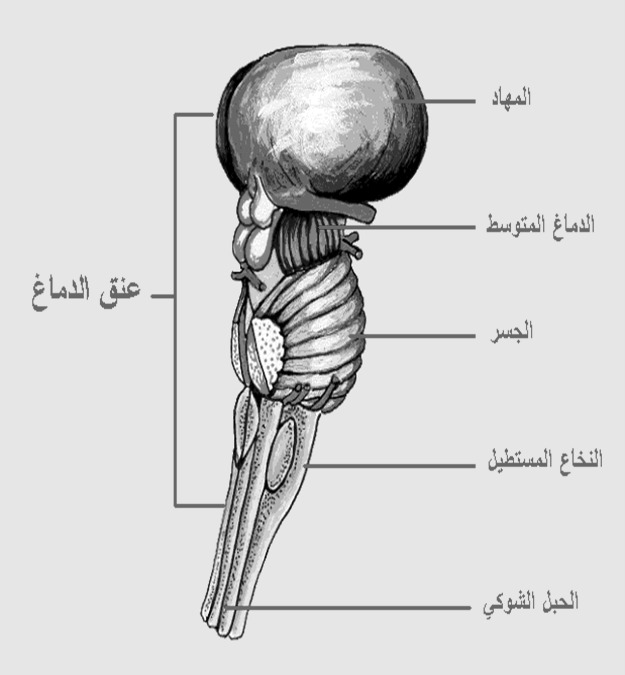 المهاد
الدماغ المتوسط
عنق الدماغ
الجسر
النخاع المستطيل
الحبل الشوكي